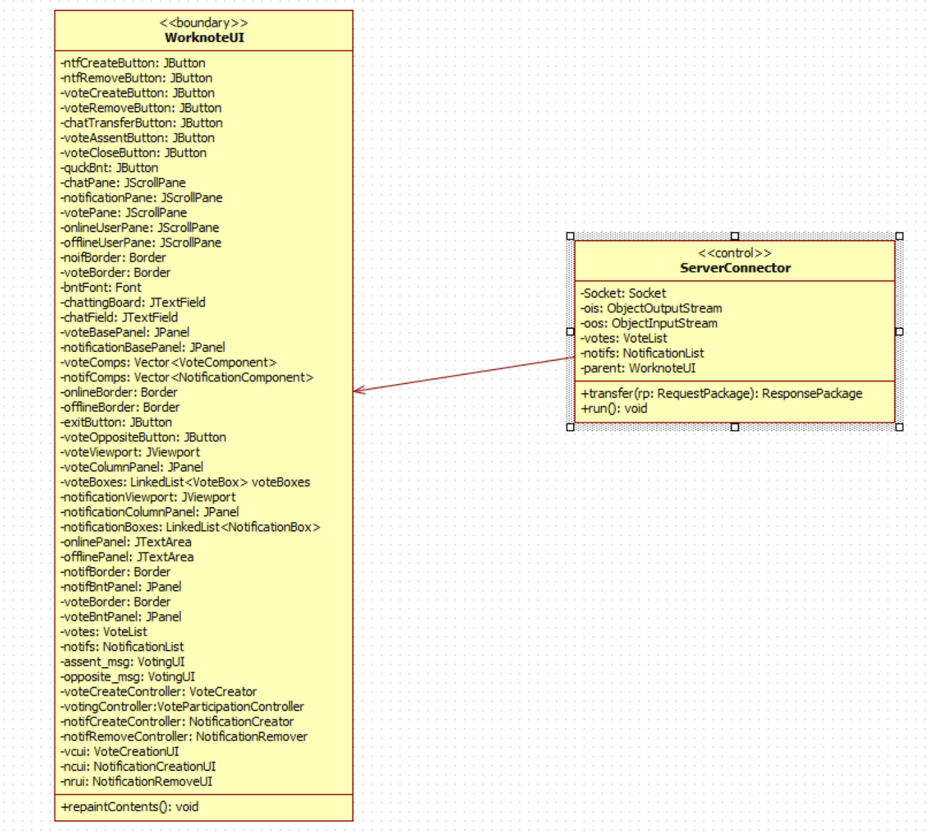 <<boundary>>
WorknoteUI
-ntfCreateButton: JButton
-ntfRemoveButton: JButton
-voteCreateButton: JButton
-voteRemoveButton: JButton
-chatTransferButton: JButton
-voteAssentButton: JButton
-voteCloseButton: JButton
-quckBnt: JButton
-chatPane: JScrollPane
-notificationPane: JScrollPane
-votePane: JScrollPane
-onlineUserPane: JScrollPane
-offlineUserPane: JScrollPane
-noifBorder: Border
-voteBorder: Border
-bntFont: Font
-chattingBoard: JTextField
-chatField: JTextField
-voteBasePanel: JPanel
-notificationBasePanel: JPanel
-voteComps: Vector<VoteComponent>
-notifComps: Vector<NotificationComponent>
-onlineBorder: Border
-offlineBorder: Border
-exitButton: JButton
-voteOppositeButton: JButton
-voteViewport: JViewport
-voteColumnPanel: JPanel
-voteBoxes: LinkedList<VoteBox> voteBoxes
-notificationViewport: JViewport
-notificationColumnPanel: JPanel
-notificationBoxes: LinkedList<NotificationBox>
-onlinePanel: JTextArea
-offlinePanel: JTextArea
-notifBorder: Border
-notifBntPanel: JPanel
-voteBorder: Border
-voteBntPanel: JPanel
-votes: VoteList
-notifs: NotificationList
-assent_msg: VotingUI
-opposite_msg: VotingUI
-voteCreateController: VoteCreator
-votingController:VoteParticipationController
-notifCreateController: NotificationCreator
-notifRemoveController: NotificationRemover
-vcui: VoteCreationUI
-ncui: NotificationCreationUI
-nrui: NotificationRemoveUI
+repaintContents(): void
<<control>>
ServerConnector
-Socket: Socket
-ois: ObjectOutputStream
-oos: ObjectInputStream
-votes: VoteList
-notifs: NotificationList
-parent: WorknoteUI
+transfer(rp: RequestPackage): ResponsePackage
+run(): void